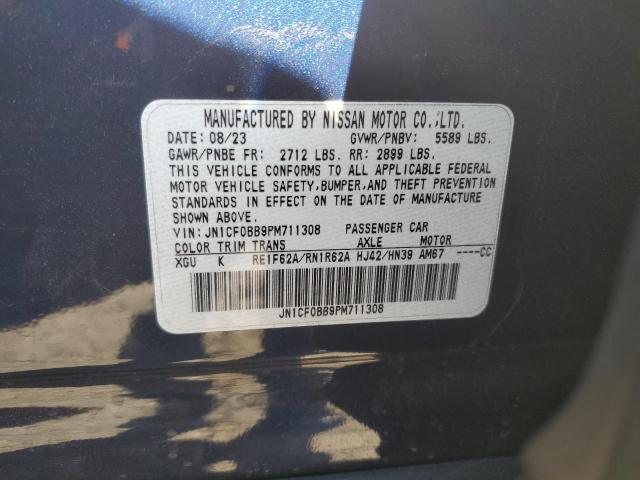 MANUFACTURED BY NISSAN MOTOR CO.,LTD.
DATE: 08/23 GVWR/PNBV: 5589 LBS.
GAWR/PNBE FR: 2712 LBS. RR: 2899 LBS.
THIS VEHICLE CONFORMS TO ALL APPLICABLE FEDERAL
MOTOR VEHICLE SAFETY,BUMPER,AND THEFT PREVENTION
STANDARDS IN EFFECT ON THE DATE OF MANUFACTURE
SHOWN ABOVE.
VIN: JN1CF0BB9PM711308 PASSENGER CAR
COLOR TRIM TRANS AXLE MOTOR
XGU K RE1F62A/RN1R62A HJ42/HN39 AM67 ----CC
JN1CF0BB9PM711308